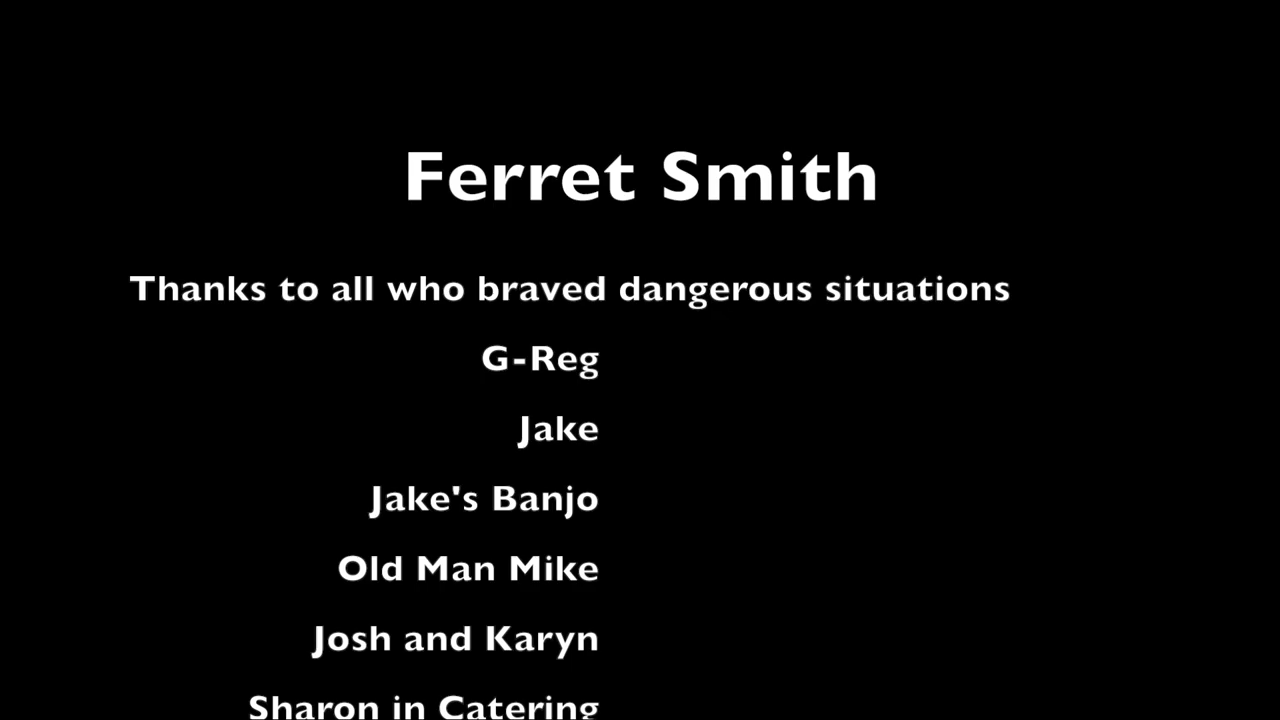 Ferret Smith
Thanks to all who braved dangerous situations
G-Reg
Jake
Jake's Banjo
Old Man Mike
Josh and Karyn
Sharon in Catering